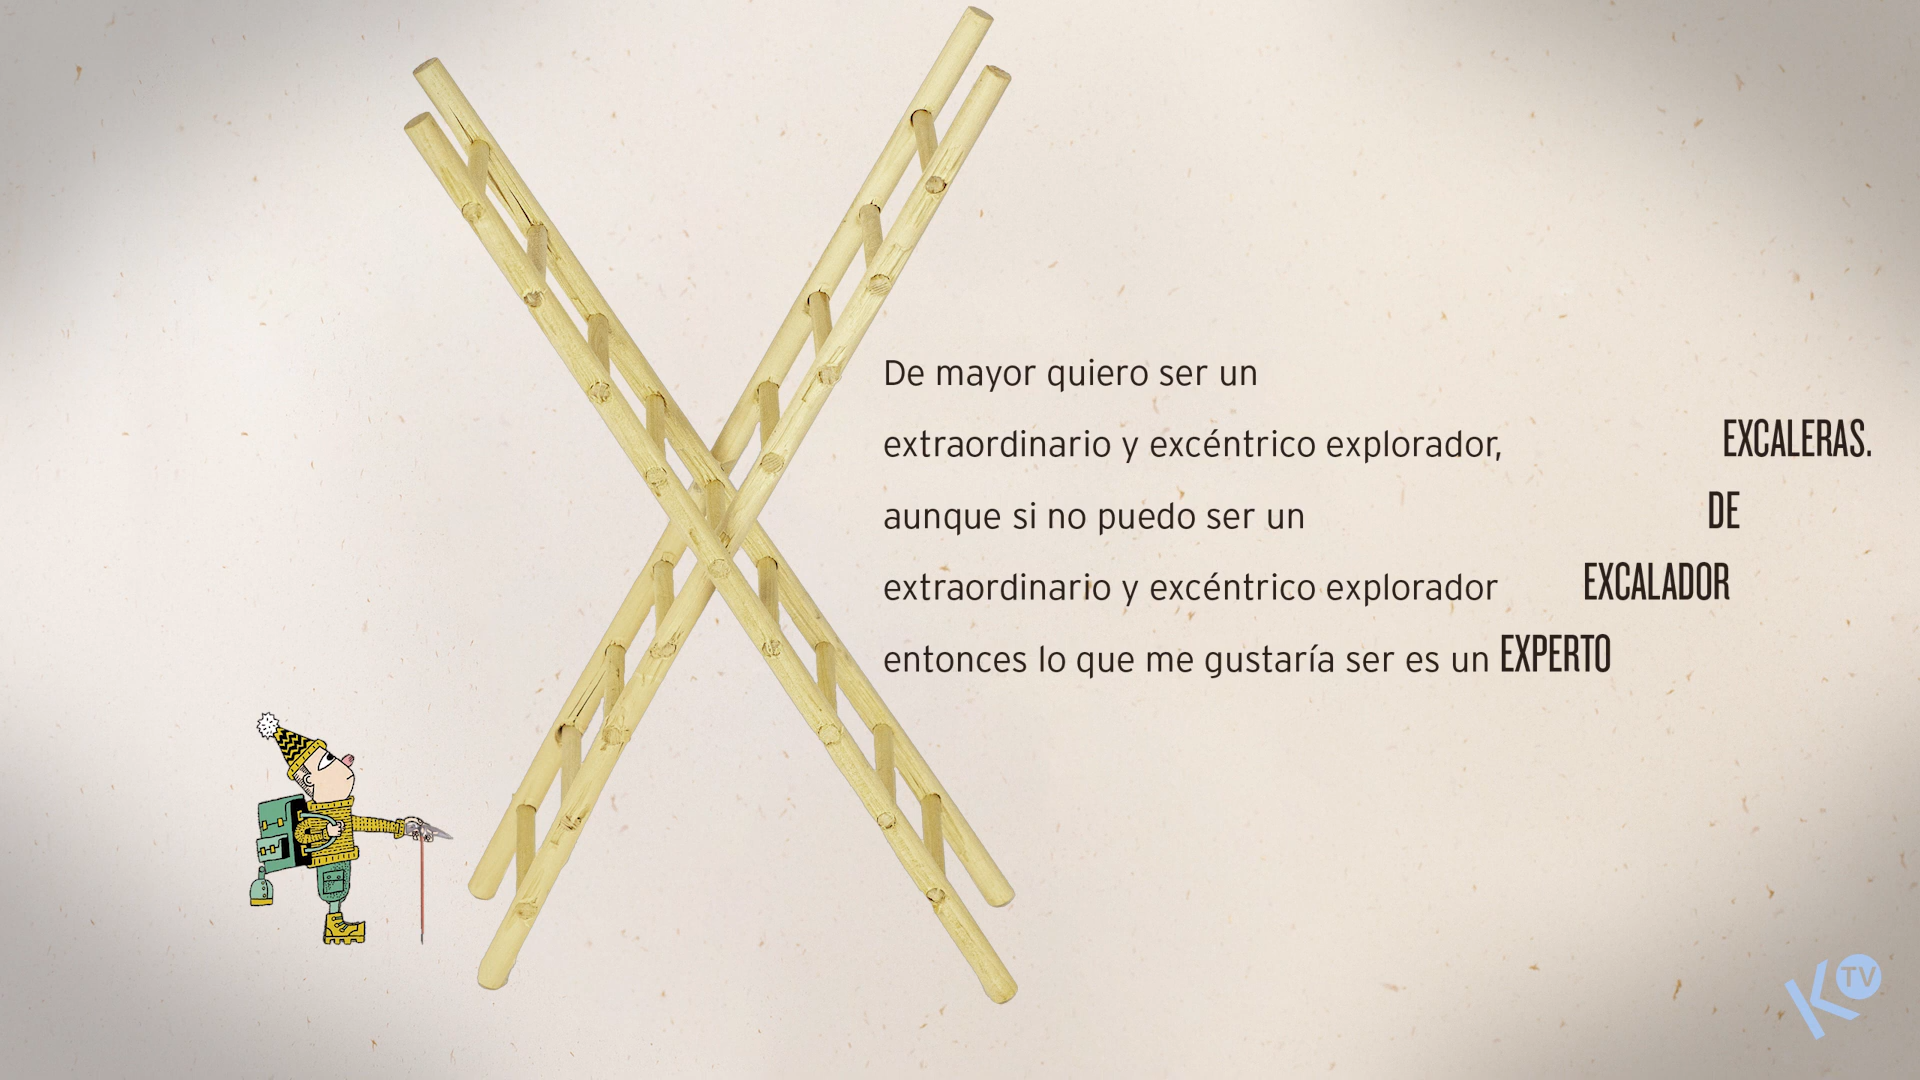 De mayor quiero ser un
extraordinario y excéntrico explorador,
aunque si no puedo ser un
extraordinario y excéntrico explorador
entonces lo que me gustaría ser es un EXPERTO
EXCALADOR
DE
EXCALERAS.
K TV